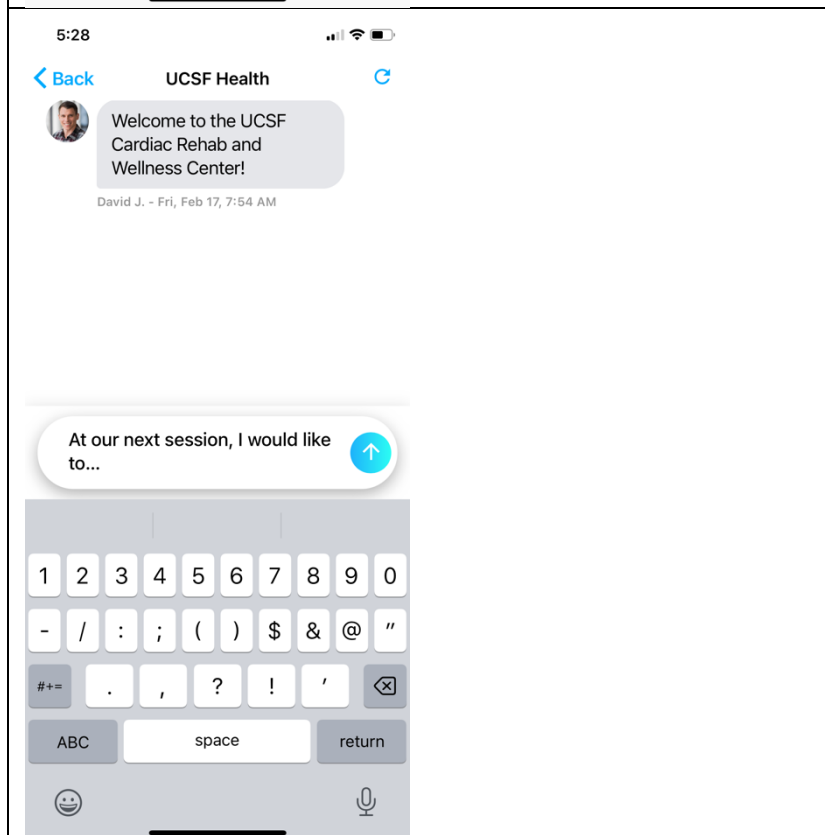 5:28
Back UCSF Health
Welcome to the UCSF
Cardiac Rehab and
Wellness Center!
David J. - Fri, Feb 17, 7:54 AM
At our next session, I would like
to...
1 2 3 4 5 6 7 8 9 0
- / : ; ( ) $ & @ "
#+= . , ? ! '
ABC space return